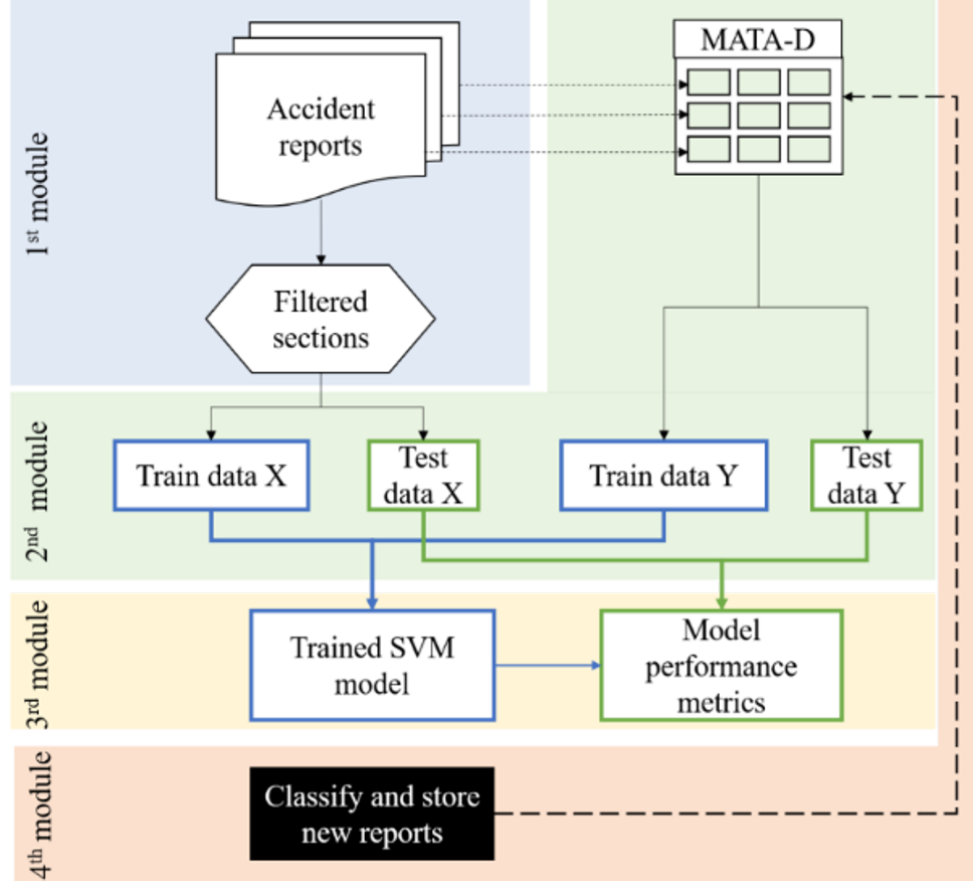 MATA-D
Accident
reports
1st module
Filtered
sections
2nd module
Train data X
Test
data X
Train data Y
Test
data Y
3rd module
Trained SVM
model
Model
performance
metrics
4th module
Classify and store
new reports